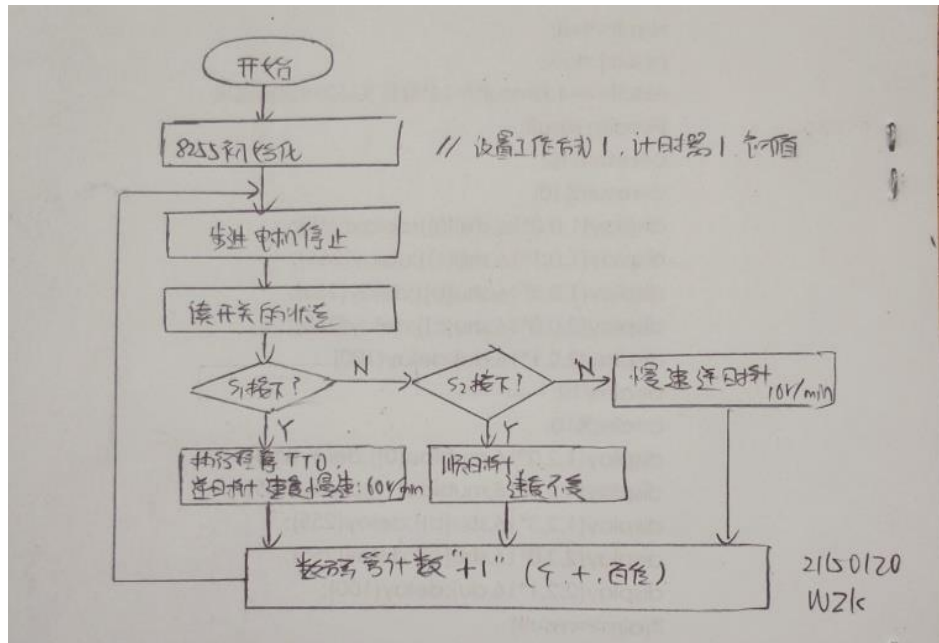 开始
8255初始化 // 设置工作方式1.计时器1初值
步进电机停止
读开关的状态
S1按下? N S2按下? N 慢速逆时针
10r/min
Y Y
执行程序TT0, 顺时针,
逆时针 速度慢速:60r/min 速度不变
数码管计数"+1" (个.十.百位)
21150120
WZK